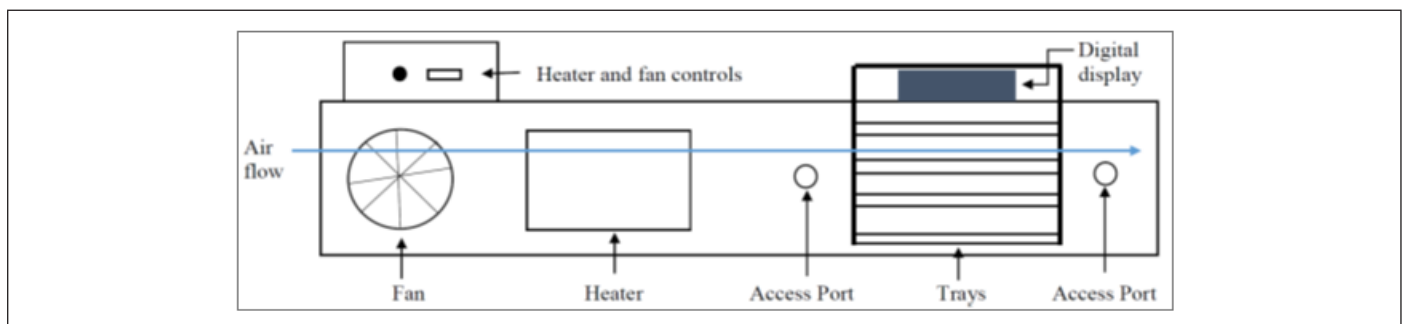 Digital
display
Heater and fan controls
Air
flow
Fan
Heater
Access Port
Trays
Access Port